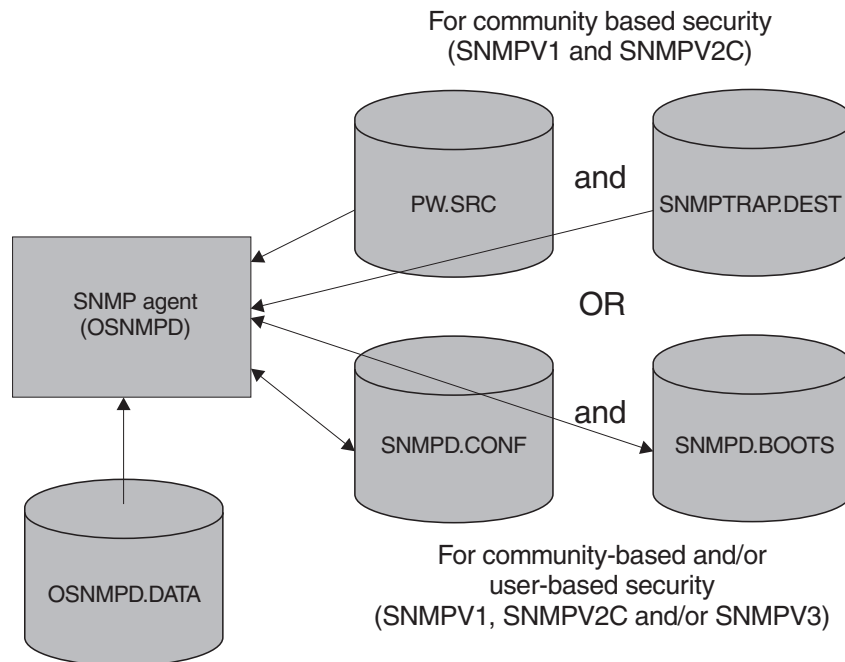 For community based security
(SNMPV1 and SNMPV2C)
PW.SRC
and
SNMPTRAP.DEST
SNMP agent
(OSNMPD)
OR
SNMPD.CONF
and
SNMPD.BOOTS
OSNMPD.DATA
For community-based and/or
user-based security
(SNMPV1, SNMPV2C and/or SNMPV3)